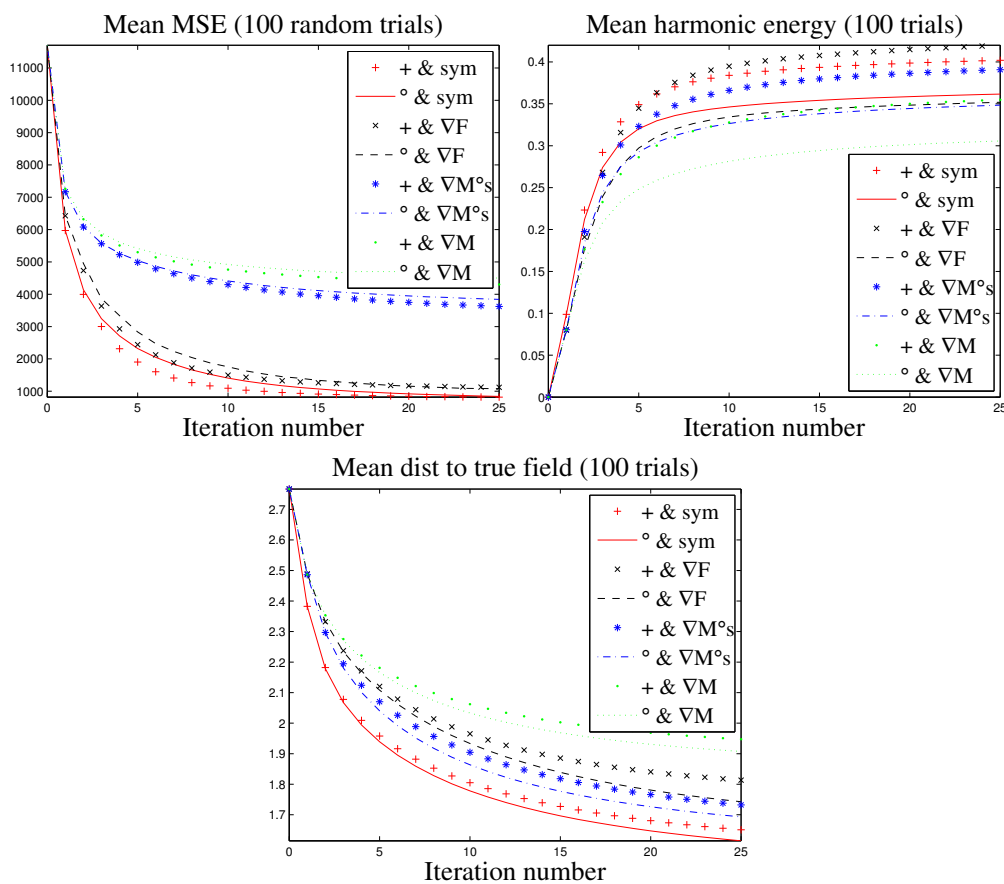 Mean MSE (100 random trials)
11000
10000
9000
8000
7000
6000
5000
4000
3000
2000
1000
0
5
10
15
20
25
Iteration number
+ & sym
° & sym
+ & ∇F
° & ∇F
+ & ∇M°s
° & ∇M°s
+ & ∇M
° & ∇M
Mean harmonic energy (100 trials)
0.4
0.35
0.3
0.25
0.2
0.15
0.1
0.05
0
0
5
10
15
20
25
Iteration number
+ & sym
° & sym
+ & ∇F
° & ∇F
+ & ∇M°s
° & ∇M°s
+ & ∇M
° & ∇M
Mean dist to true field (100 trials)
2.7
2.6
2.5
2.4
2.3
2.2
2.1
2
1.9
1.8
1.7
0
5
10
15
20
25
Iteration number
+ & sym
° & sym
+ & ∇F
° & ∇F
+ & ∇M°s
° & ∇M°s
+ & ∇M
° & ∇M